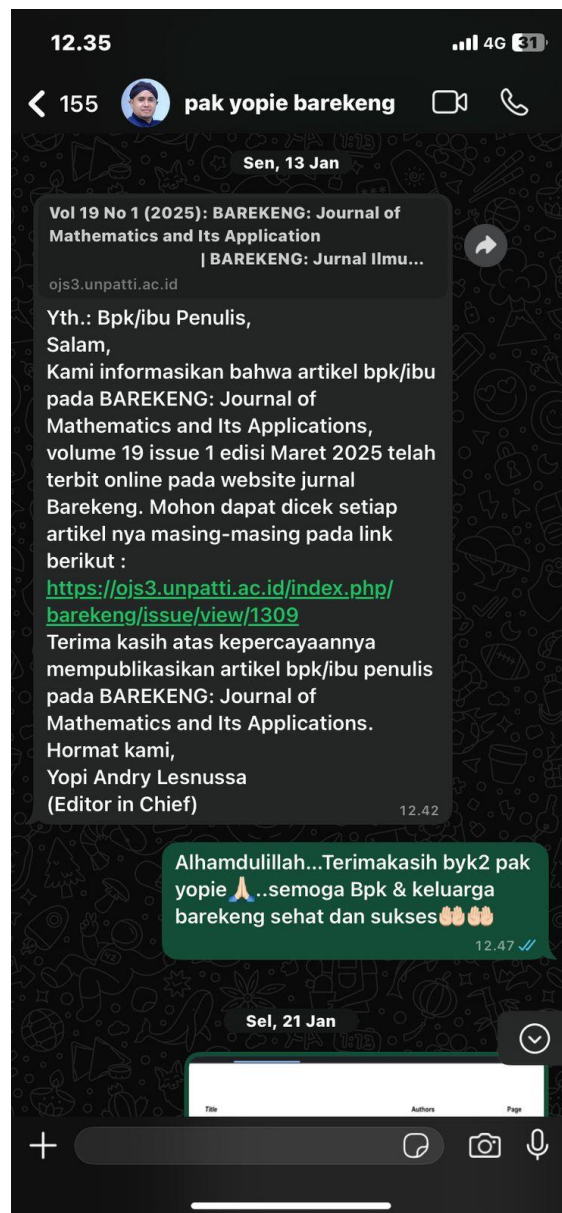 12.35
4G 31
155 pak yopie barekeng
Sen, 13 Jan
Vol 19 No 1 (2025): BAREKENG: Journal of
Mathematics and Its Application
| BAREKENG: Jurnal Ilmu...
ojs3.unpatti.ac.id
Yth.: Bpk/ibu Penulis,
Salam,
Kami informasikan bahwa artikel bpk/ibu
pada BAREKENG: Journal of
Mathematics and Its Applications,
volume 19 issue 1 edisi Maret 2025 telah
terbit online pada website jurnal
Barekeng. Mohon dapat dicek setiap
artikel nya masing-masing pada link
berikut :
https://ojs3.unpatti.ac.id/index.php/
barekeng/issue/view/1309
Terima kasih atas kepercayaannya
mempublikasikan artikel bpk/ibu penulis
pada BAREKENG: Journal of
Mathematics and Its Applications.
Hormat kami,
Yopi Andry Lesnussa
(Editor in Chief)
12.42
Alhamdulillah...Terimakasih byk2 pak
yopie🙏🏻..semoga Bpk & keluarga
barekeng sehat dan sukses🤲🏻🤲🏻
12.47
Sel, 21 Jan
Title Authors Page